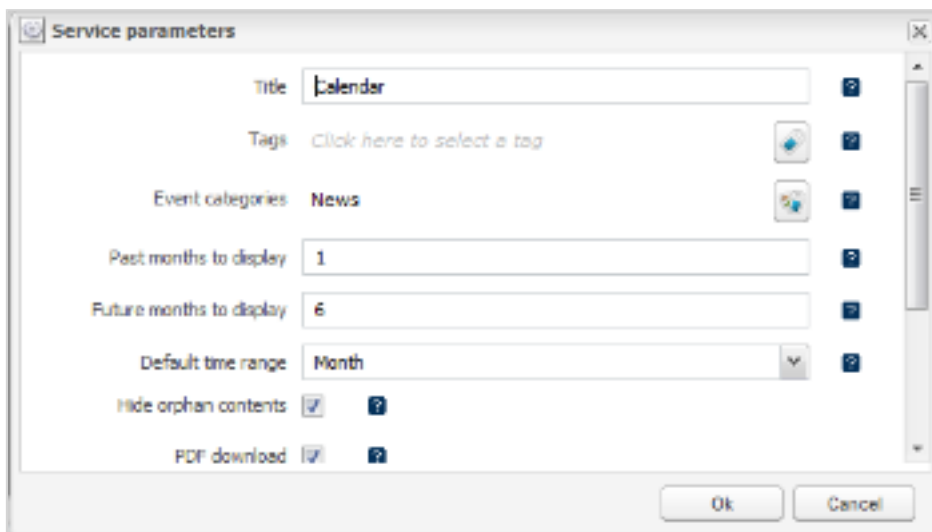 Service parameters
Title Calendar
Tags Click here to select a tag
Event categories News
Past months to display 1
Future months to display 6
Default time range Month
Hide orphan contents
PDF download
Ok Cancel